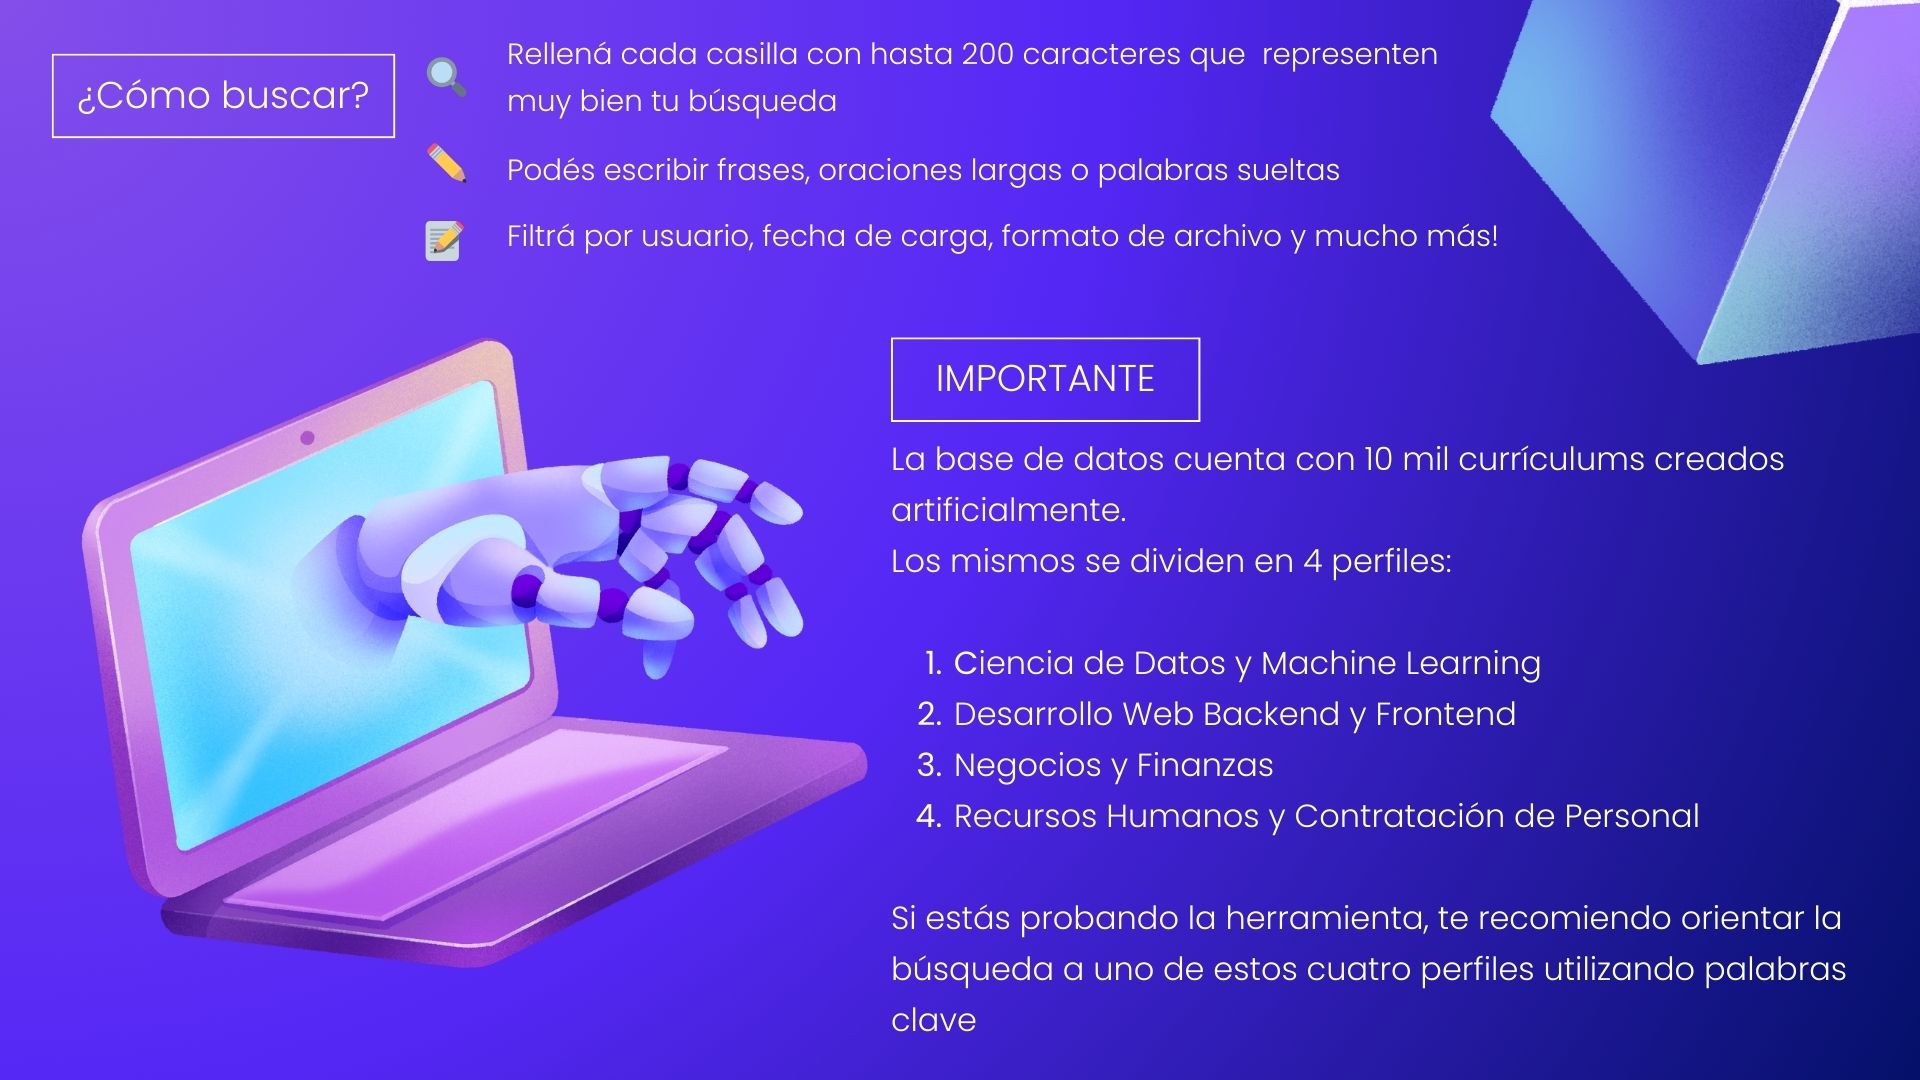 ¿Cómo buscar?
Rellená cada casilla con hasta 200 caracteres que  representen
muy bien tu búsqueda
Podés escribir frases, oraciones largas o palabras sueltas
Filtrá por usuario, fecha de carga, formato de archivo y mucho más!
IMPORTANTE
La base de datos cuenta con 10 mil currículums creados
artificialmente.
Los mismos se dividen en 4 perfiles:
1. Ciencia de Datos y Machine Learning
2. Desarrollo Web Backend y Frontend
3. Negocios y Finanzas
4. Recursos Humanos y Contratación de Personal
Si estás probando la herramienta, te recomiendo orientar la
búsqueda a uno de estos cuatro perfiles utilizando palabras
clave